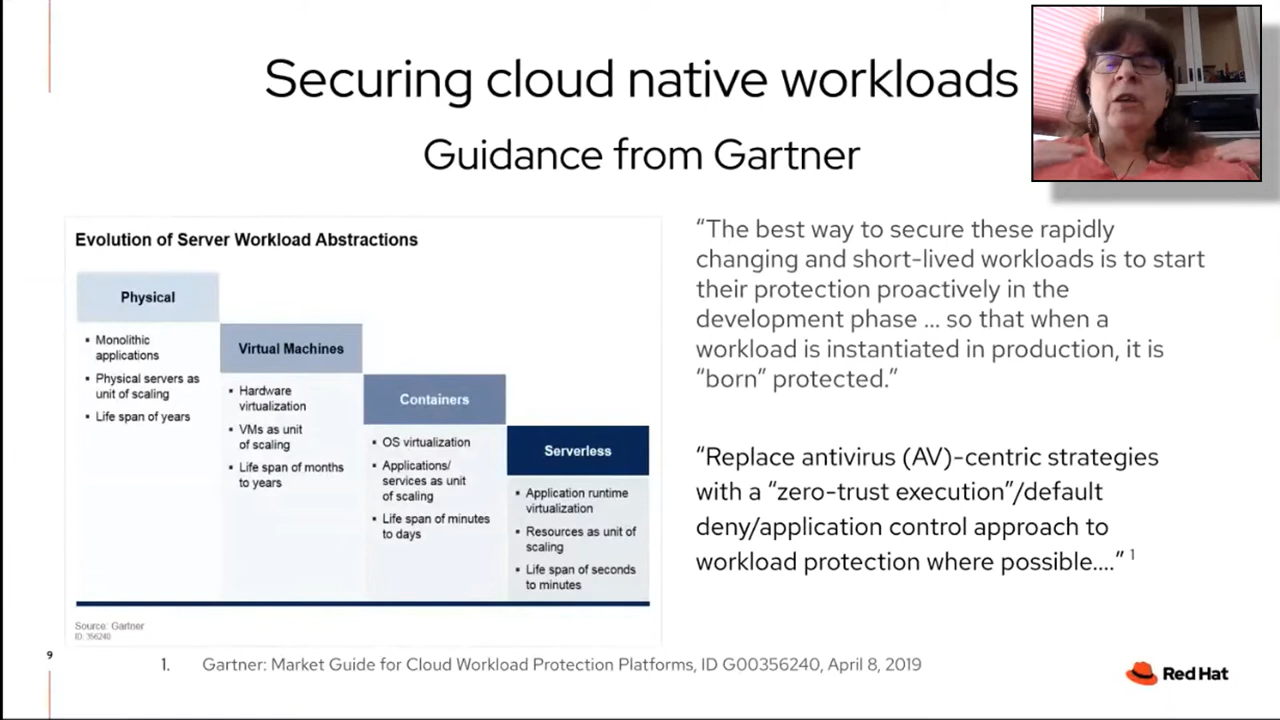 Securing cloud native workloads
Guidance from Gartner
Evolution of Server Workload Abstractions
Physical
▪ Monolithic
applications
▪ Physical servers as
unit of scaling
▪ Life span of years
Virtual Machines
▪ Hardware
virtualization
▪ VMs as unit
of scaling
▪ Life span of months
to years
Containers
▪ OS virtualization
▪ Applications/
services as unit
of scaling
▪ Life span of minutes
to days
Serverless
▪ Application runtime
virtualization
▪ Resources as unit of
scaling
▪ Life span of seconds
to minutes
Source: Gartner
ID: 356240
“The best way to secure these rapidly
changing and short-lived workloads is to start
their protection proactively in the
development phase ... so that when a
workload is instantiated in production, it is
“born” protected.”
“Replace antivirus (AV)-centric strategies
with a “zero-trust execution”/default
deny/application control approach to
workload protection where possible....” 1
9
1. Gartner: Market Guide for Cloud Workload Protection Platforms, ID G00356240, April 8, 2019
Red Hat